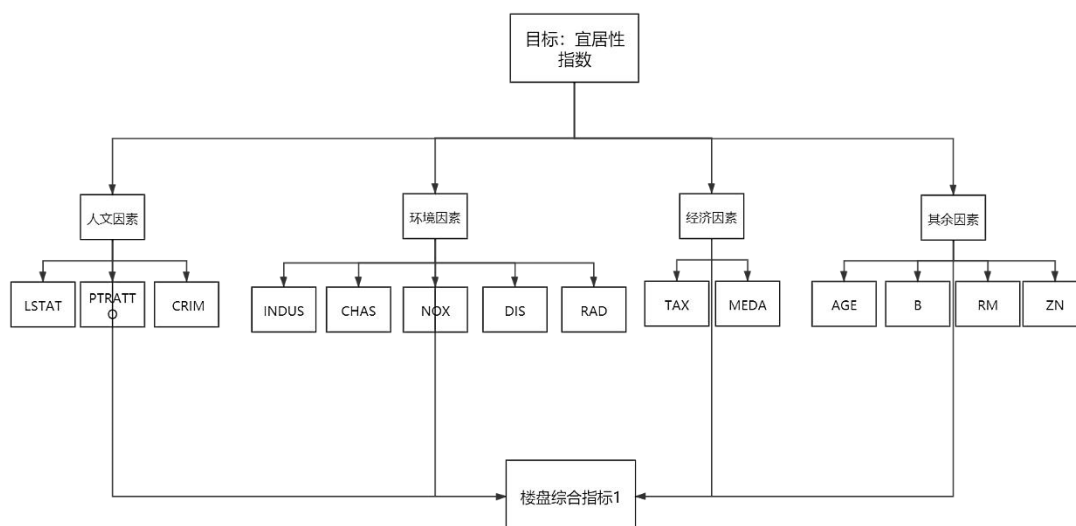 目标：宜居性
指数
人文因素
环境因素
经济因素
其余因素
LSTAT
PTRATT
O
CRIM
INDUS
CHAS
NOX
DIS
RAD
TAX
MEDA
AGE
B
RM
ZN
楼盘综合指标1